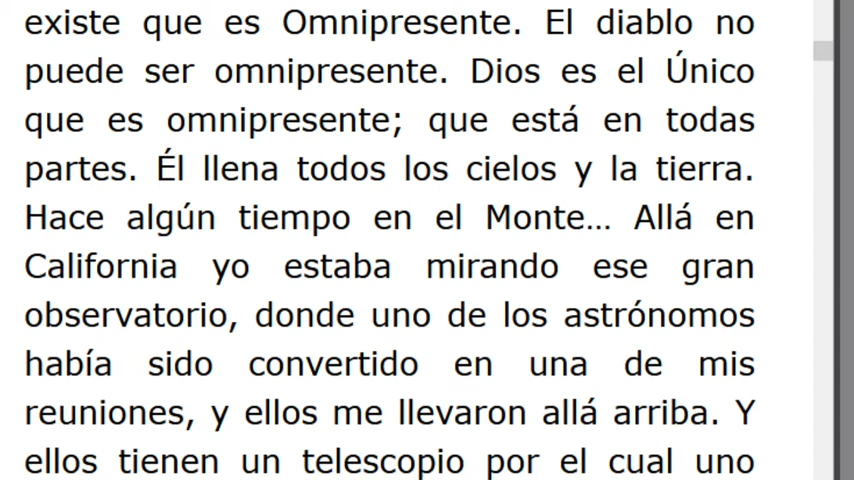 existe que es Omnipresente. El diablo no
puede ser omnipresente. Dios es el Único
que es omnipresente; que está en todas
partes. Él llena todos los cielos y la tierra.
Hace algún tiempo en el Monte... Allá en
California yo estaba mirando ese gran
observatorio, donde uno de los astrónomos
había sido convertido en una de mis
reuniones, y ellos me llevaron allá arriba. Y
ellos tienen un telescopio por el cual uno